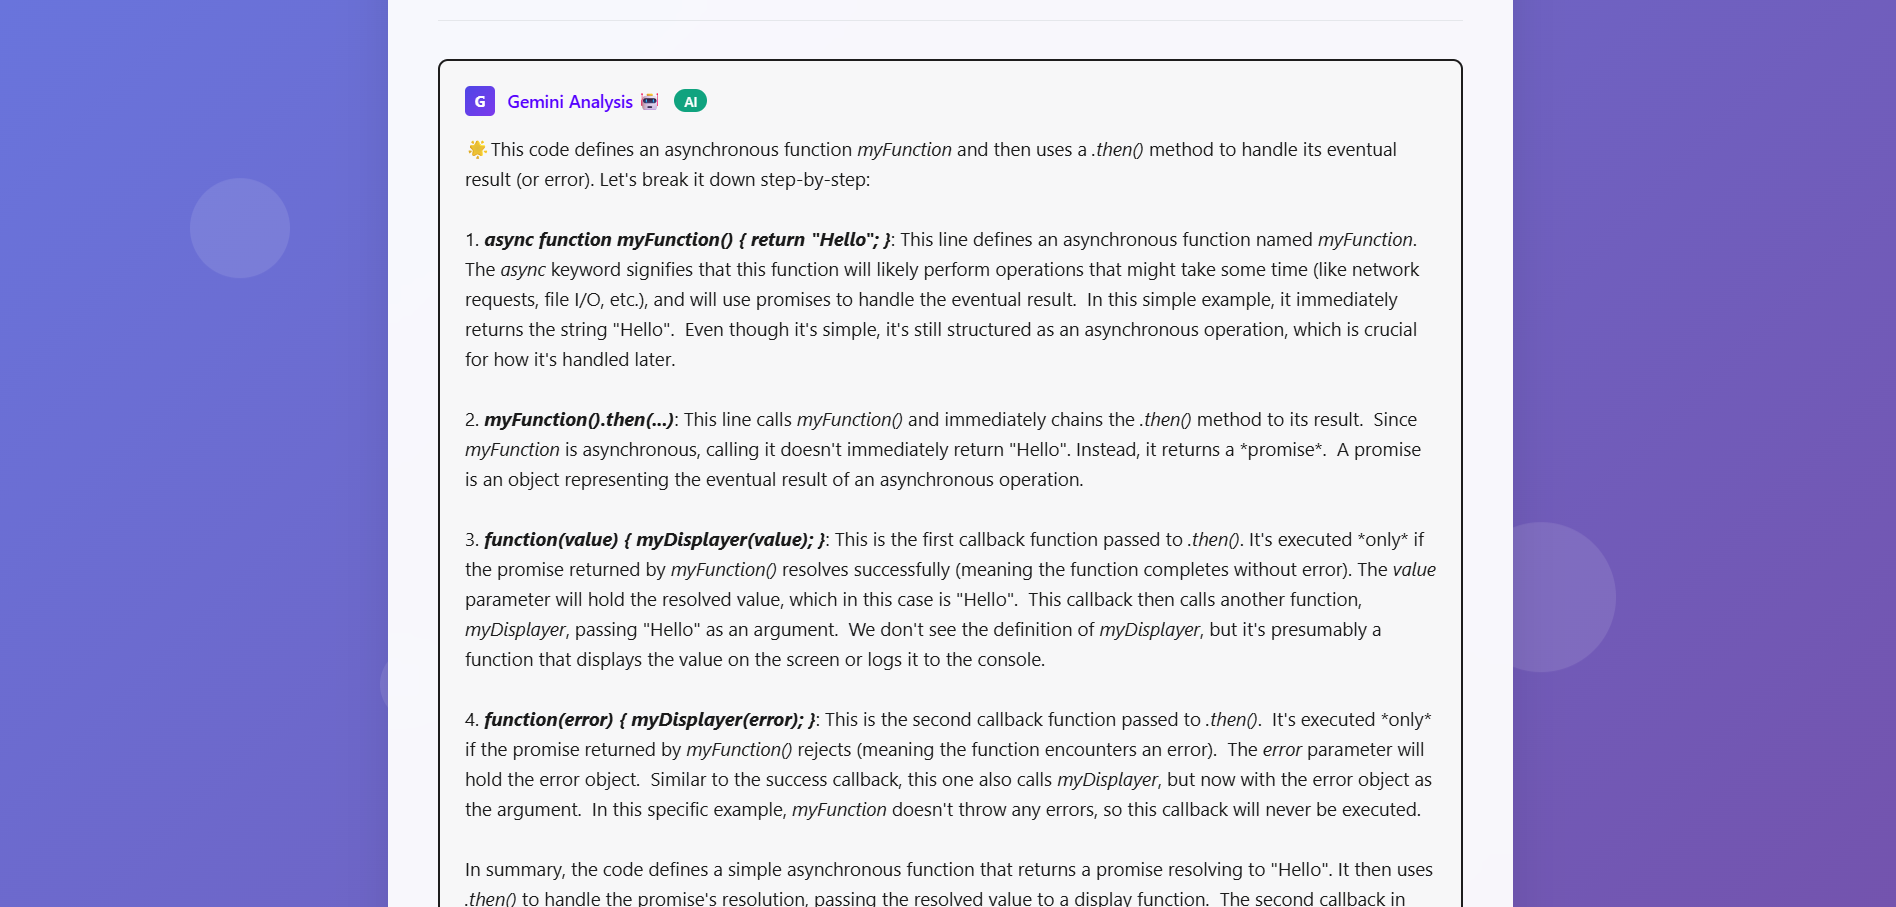 G Gemini Analysis 🤖 AI
🌟 This code defines an asynchronous function myFunction and then uses a .then() method to handle its eventual
result (or error). Let's break it down step-by-step:
1. async function myFunction() { return "Hello"; }: This line defines an asynchronous function named myFunction.
The async keyword signifies that this function will likely perform operations that might take some time (like network
requests, file I/O, etc.), and will use promises to handle the eventual result.  In this simple example, it immediately
returns the string "Hello".  Even though it's simple, it's still structured as an asynchronous operation, which is crucial
for how it's handled later.
2. myFunction().then(...): This line calls myFunction() and immediately chains the .then() method to its result.  Since
myFunction is asynchronous, calling it doesn't immediately return "Hello". Instead, it returns a *promise*.  A promise
is an object representing the eventual result of an asynchronous operation.
3. function(value) { myDisplayer(value); }: This is the first callback function passed to .then(). It's executed *only* if
the promise returned by myFunction() resolves successfully (meaning the function completes without error). The value
parameter will hold the resolved value, which in this case is "Hello".  This callback then calls another function,
myDisplayer, passing "Hello" as an argument.  We don't see the definition of myDisplayer, but it's presumably a
function that displays the value on the screen or logs it to the console.
4. function(error) { myDisplayer(error); }: This is the second callback function passed to .then().  It's executed *only*
if the promise returned by myFunction() rejects (meaning the function encounters an error).  The error parameter will
hold the error object.  Similar to the success callback, this one also calls myDisplayer, but now with the error object as
the argument.  In this specific example, myFunction doesn't throw any errors, so this callback will never be executed.
In summary, the code defines a simple asynchronous function that returns a promise resolving to "Hello". It then uses
.then() to handle the promise's resolution, passing the resolved value to a display function.  The second callback in